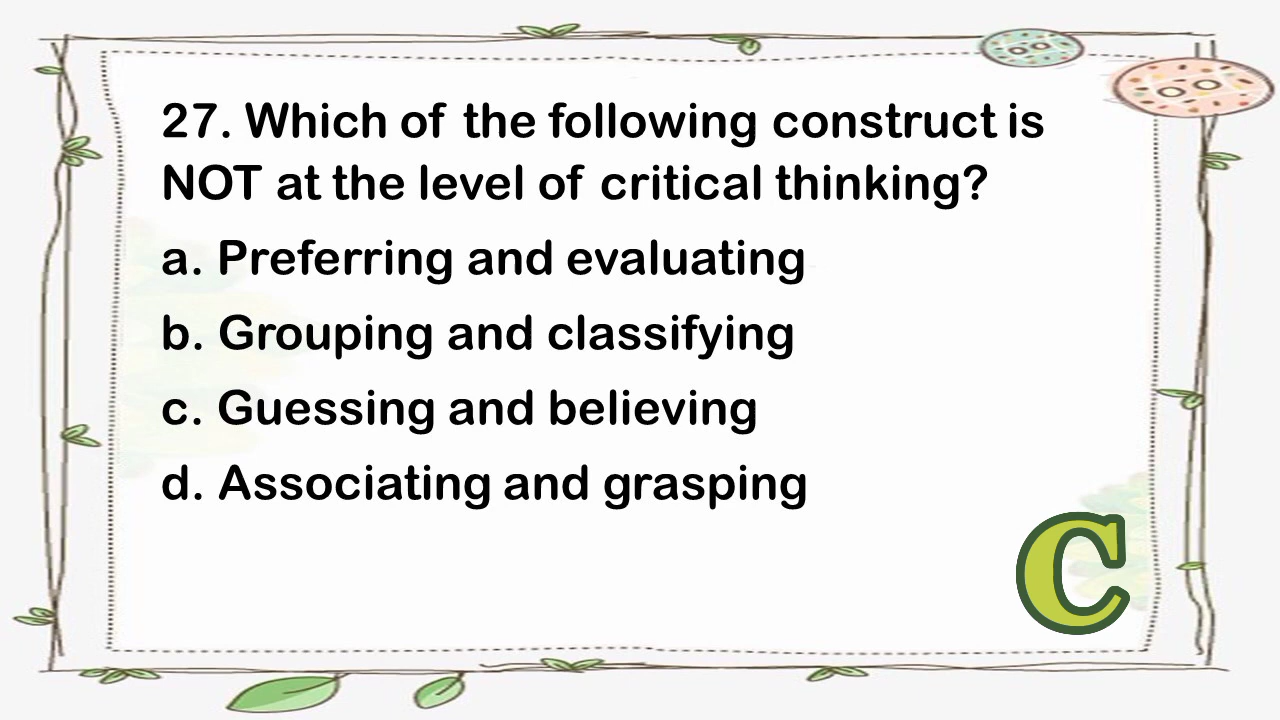 27. Which of the following construct is
NOT at the level of critical thinking?
a. Preferring and evaluating
b. Grouping and classifying
c. Guessing and believing
d. Associating and grasping
C